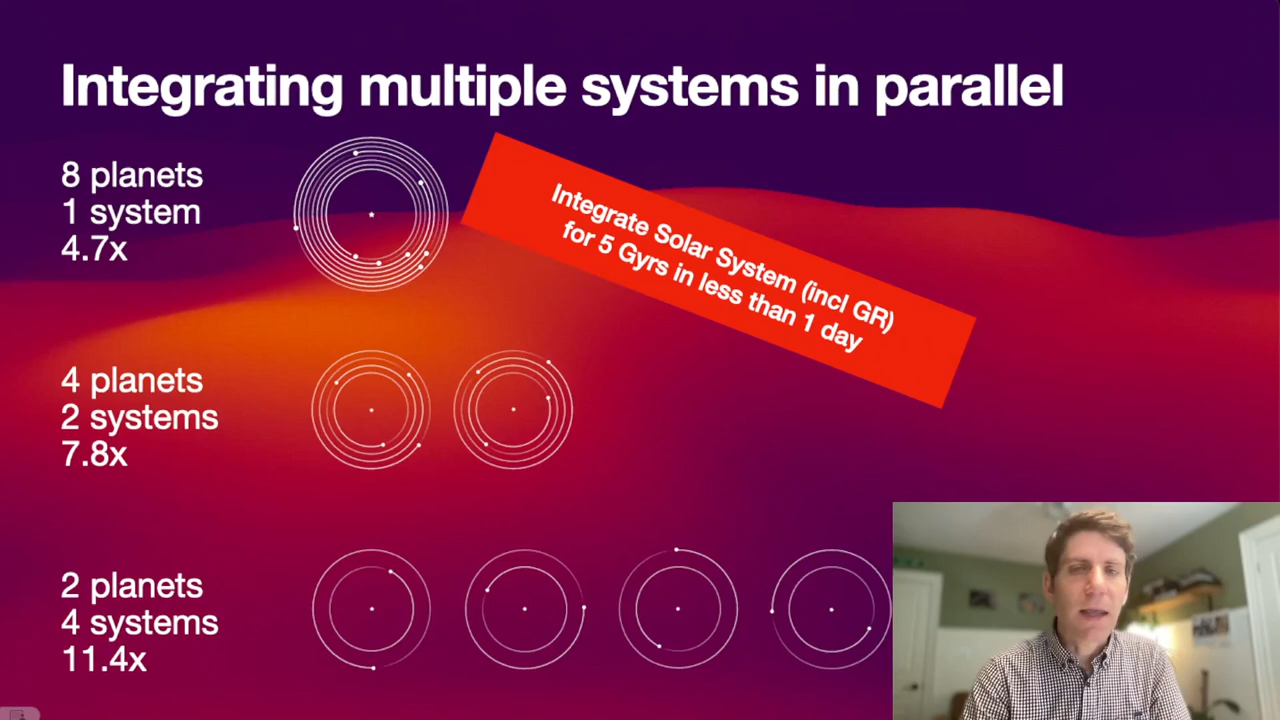 Integrating multiple systems in parallel
8 planets
1 system
4.7x
Integrate Solar System (incl GR)
for 5 Gyrs in less than 1 day
4 planets
2 systems
7.8x
2 planets
4 systems
11.4x